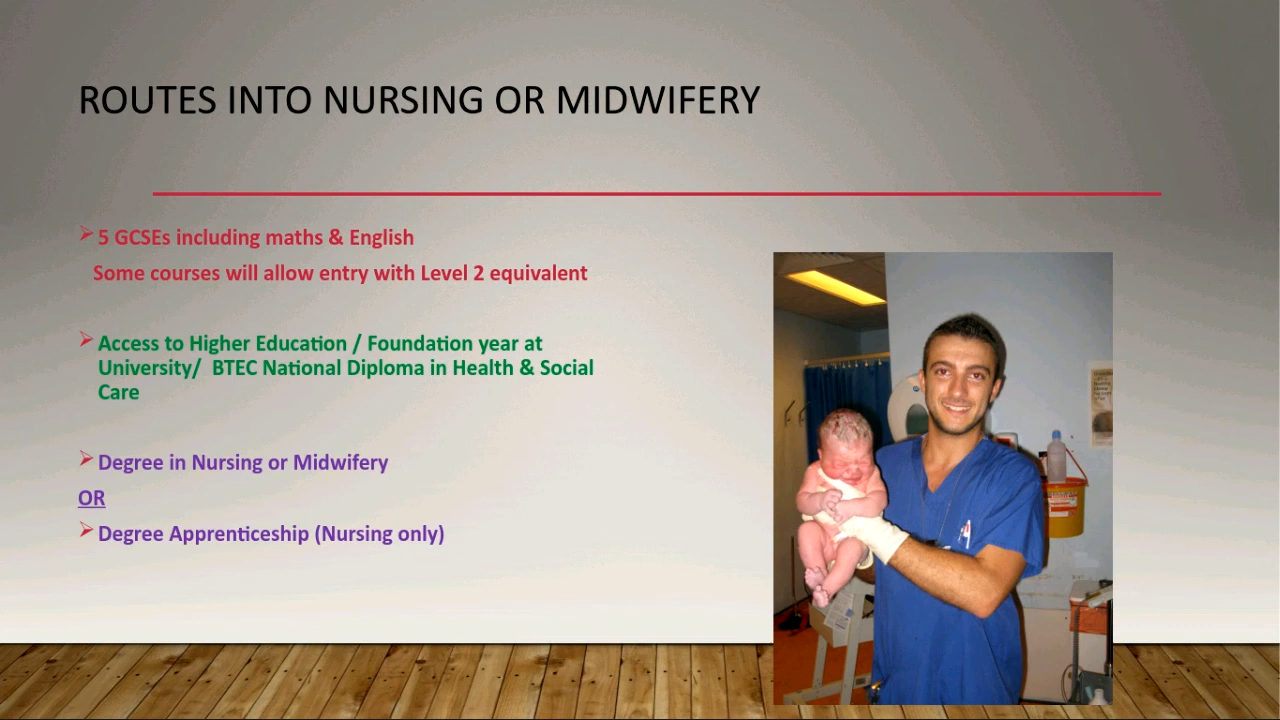 ROUTES INTO NURSING OR MIDWIFERY
5 GCSEs including maths & English
Some courses will allow entry with Level 2 equivalent
Access to Higher Education / Foundation year at
University/ BTEC National Diploma in Health & Social
Care
Degree in Nursing or Midwifery
OR
Degree Apprenticeship (Nursing only)